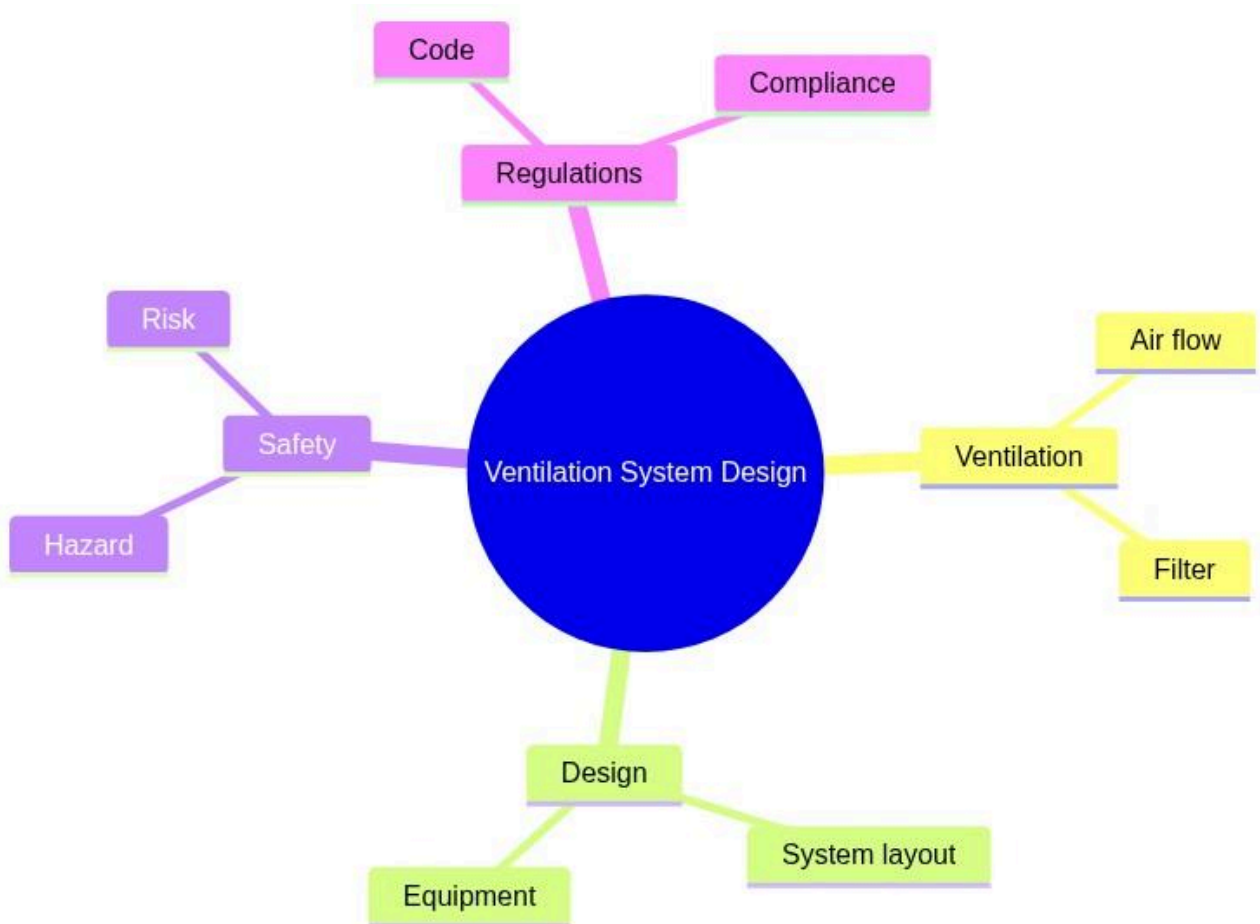 Code
Compliance
Regulations
Risk
Air flow
Safety
Ventilation
Ventilation System Design
Hazard
Filter
Design
System layout
Equipment